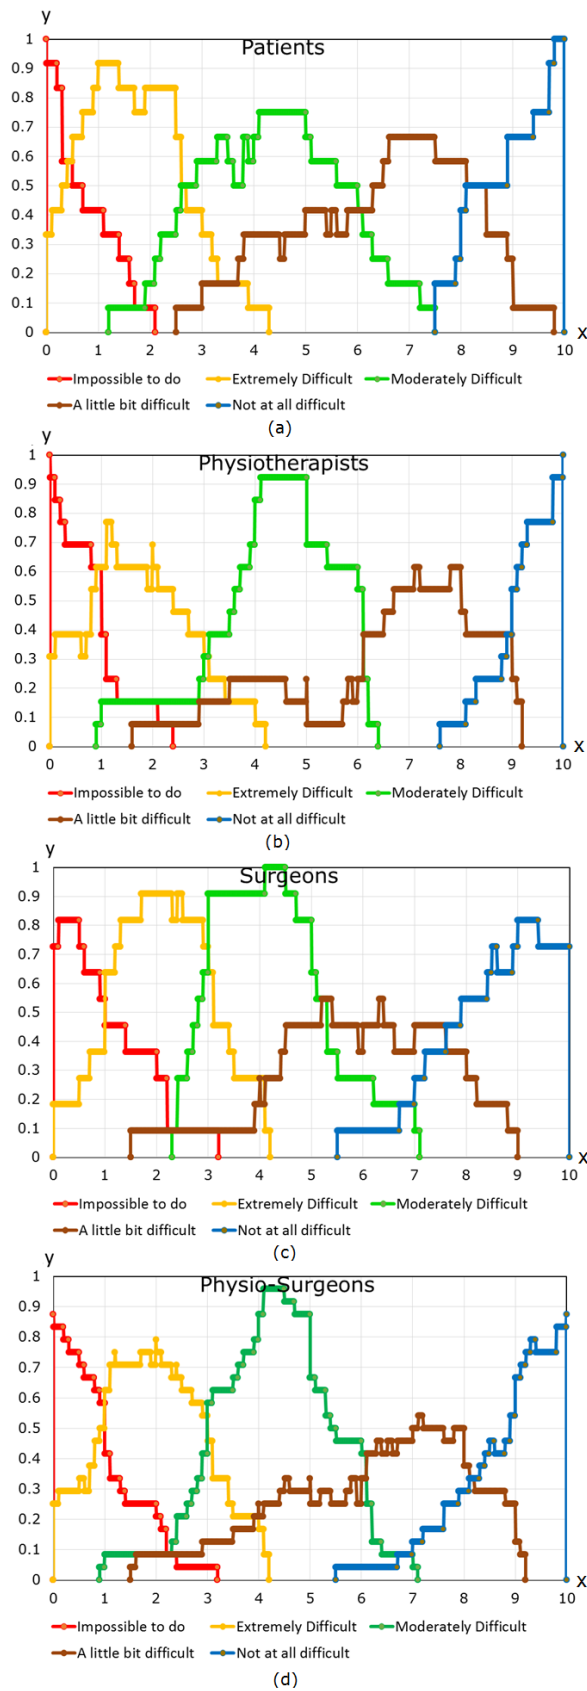 y
Patients
1
0.9
0.8
0.7
0.6
0.5
0.4
0.3
0.2
0.1
0
0 1 2 3 4 5 6 7 8 9 10 x
Impossible to do Extremely Difficult Moderately Difficult
A little bit difficult Not at all difficult
(a)
y
Physiotherapists
1
0.9
0.8
0.7
0.6
0.5
0.4
0.3
0.2
0.1
0
0 1 2 3 4 5 6 7 8 9 10 x
Impossible to do Extremely Difficult Moderately Difficult
A little bit difficult Not at all difficult
(b)
y
Surgeons
1
0.9
0.8
0.7
0.6
0.5
0.4
0.3
0.2
0.1
0
0 1 2 3 4 5 6 7 8 9 10 x
Impossible to do Extremely Difficult Moderately Difficult
A little bit difficult Not at all difficult
(c)
y
Physio-Surgeons
1
0.9
0.8
0.7
0.6
0.5
0.4
0.3
0.2
0.1
0
0 1 2 3 4 5 6 7 8 9 10 x
Impossible to do Extremely Difficult Moderately Difficult
A little bit difficult Not at all difficult
(d)